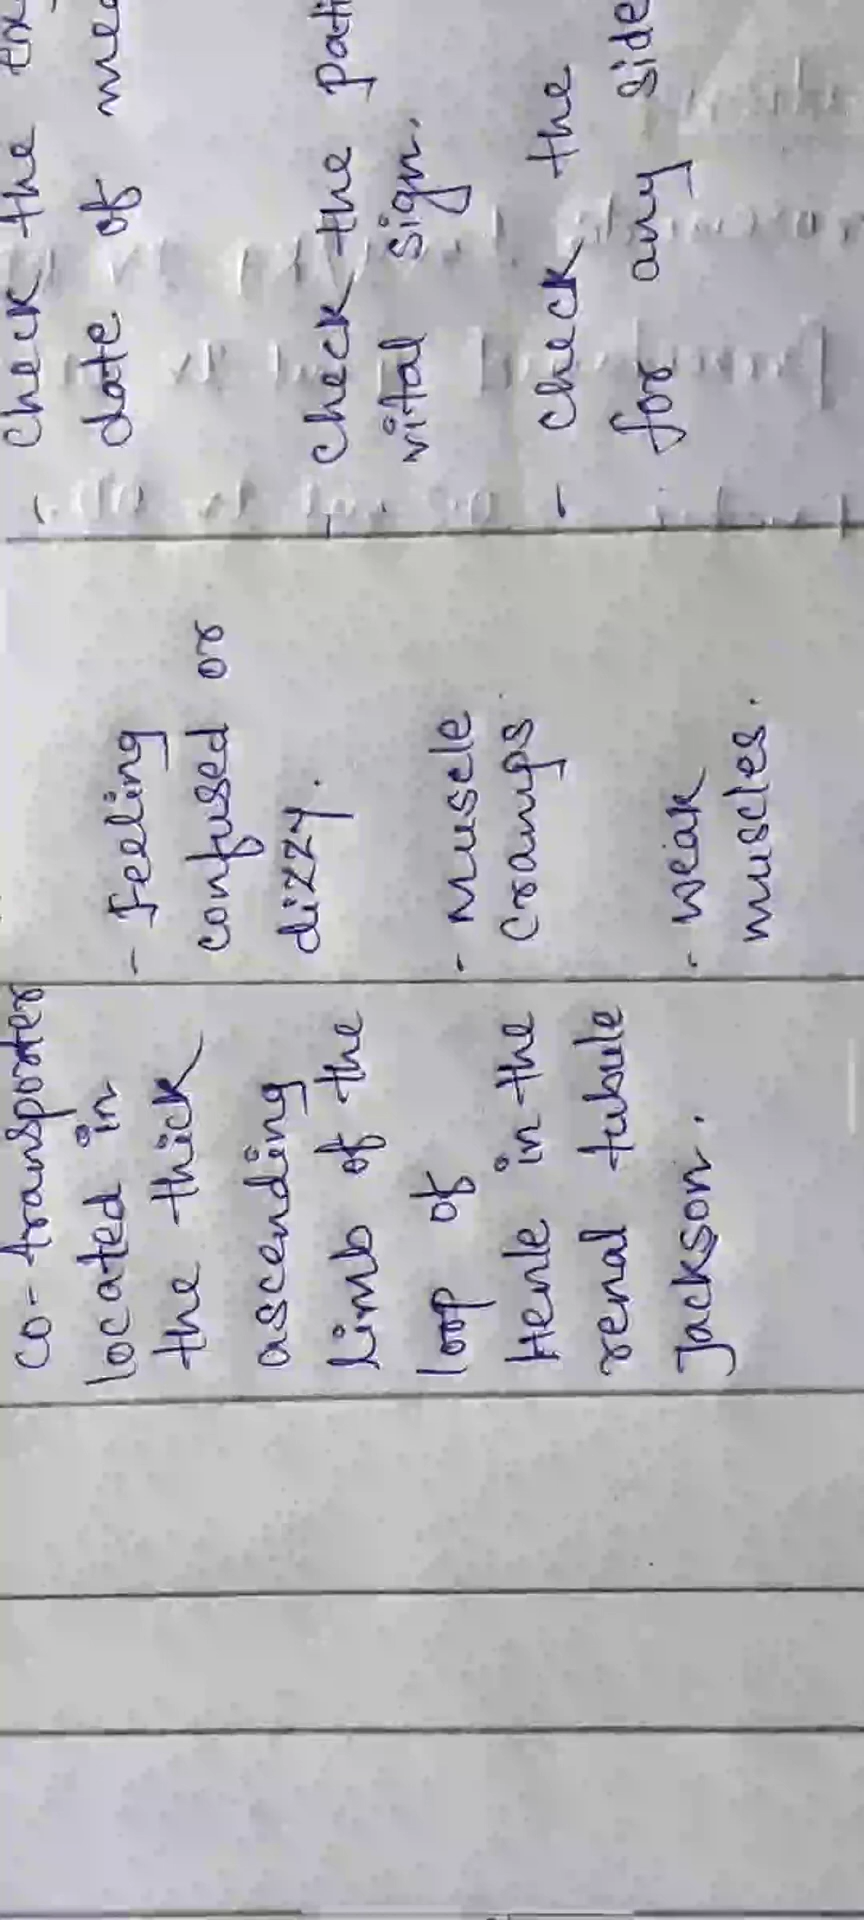 co-transporter
located in
the thick
ascending
limb of the
loop of
Henle in the
renal tubule
Jackson.
- Feeling
confused or
dizzy.
- muscle
cramps
- weak
muscles.
- check the
date of
- check the
vital sign.
- check the
for any side